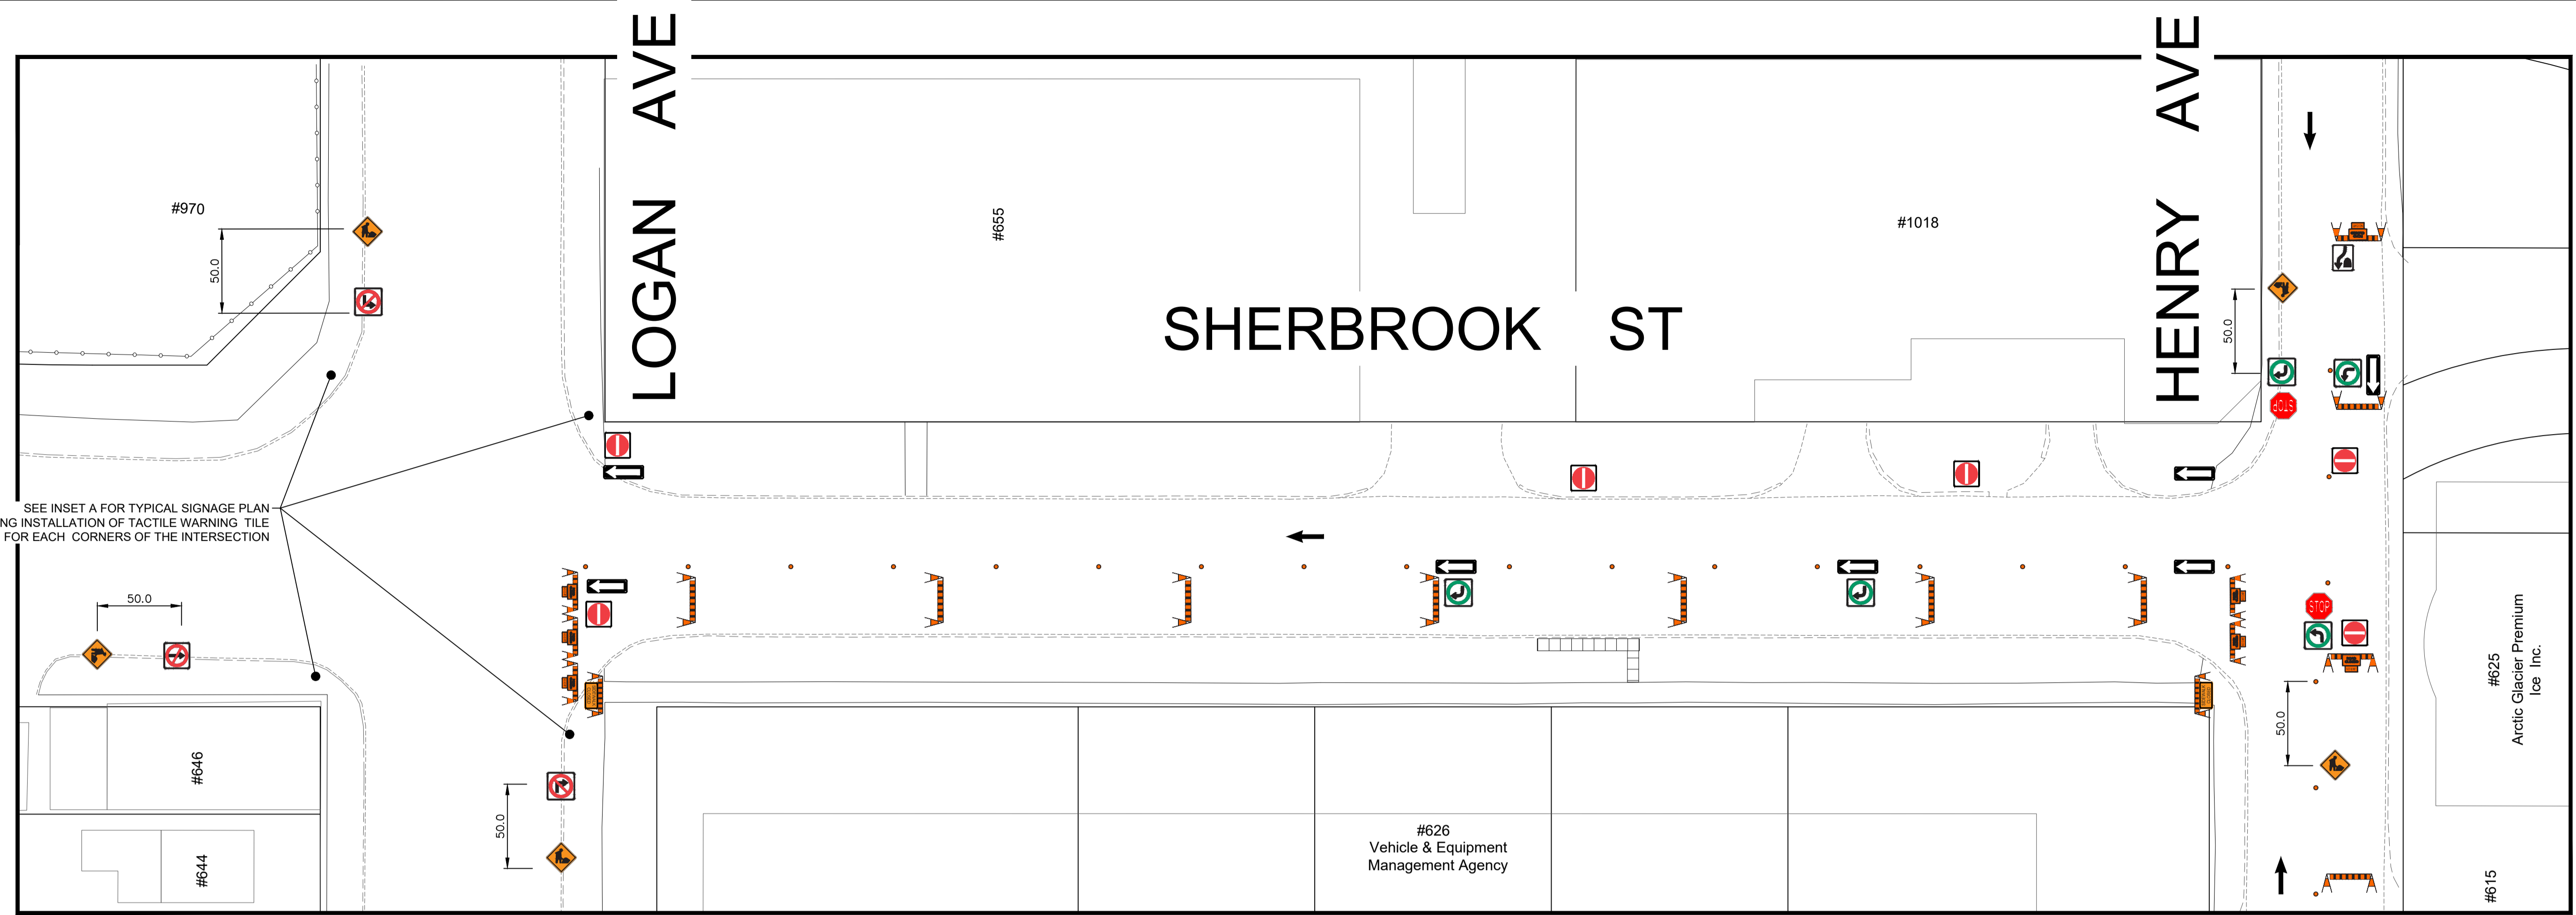 LOGAN AVE
HENRY AVE
SHERBROOK ST
#970
50.0
#655
#1018
50.0
STOP
SEE INSET A FOR TYPICAL SIGNAGE PLAN
NG INSTALLATION OF TACTILE WARNING TILE
FOR EACH CORNERS OF THE INTERSECTION
50.0
STOP
#646
#644
50.0
#626
Vehicle & Equipment
Management Agency
50.0
#625
Arctic Glacier Premium
Ice Inc.
#615